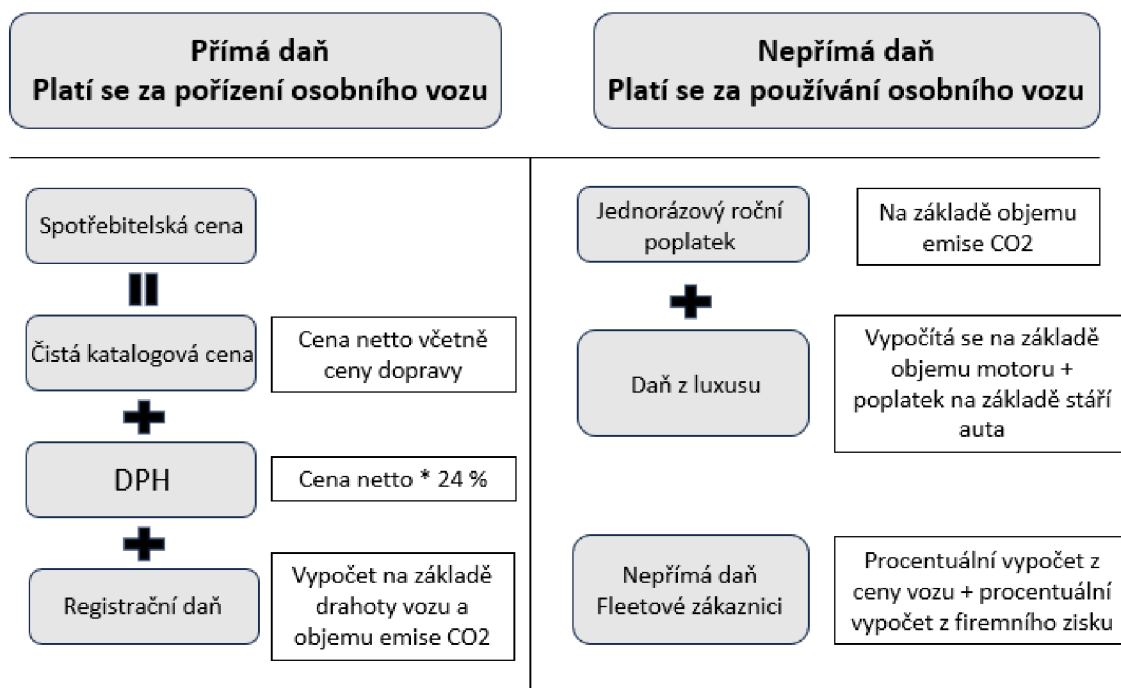 Přímá daň
Platí se za pořízení osobního vozu
Nepřímá daň
Platí se za používání osobního vozu
Spotřebitelská cena
Čistá katalogová cena
Cena netto včetně
ceny dopravy
DPH
Cena netto * 24 %
Registrační daň
Vypočet na základě
drahoty vozu a
objemu emise CO2
Jednorázový roční
poplatek
Na základě objemu
emise CO2
Daň z luxusu
Vypočítá se na základě
objemu motoru +
poplatek na základě stáří
auta
Nepřímá daň
Fleetové zákaznici
Procentuální vypočet z
ceny vozu + procentuální
vypočet z firemního zisku